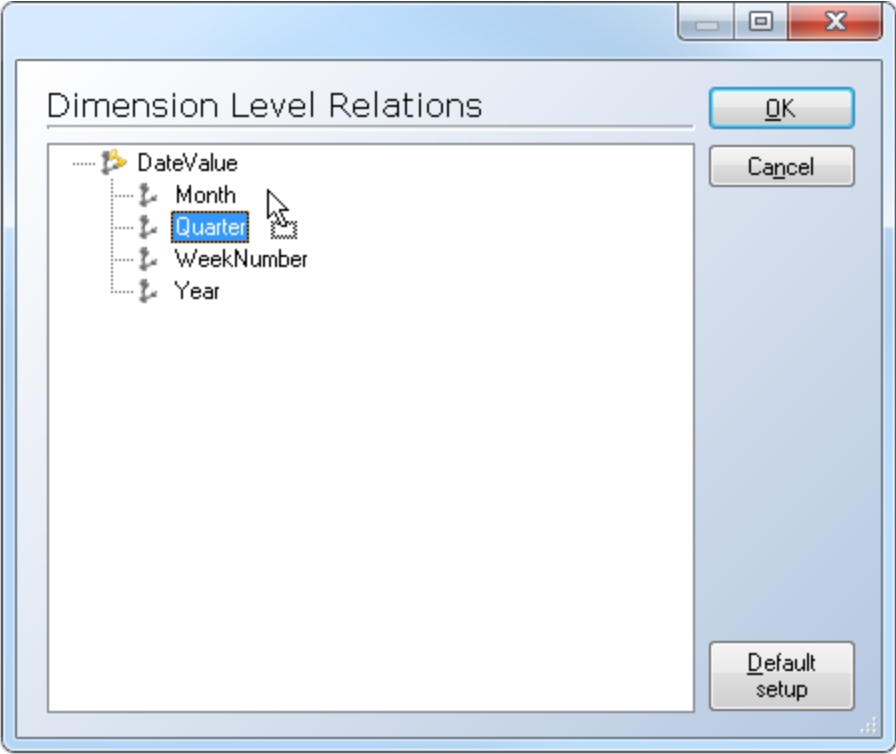 Dimension Level Relations
OK
Cancel
DateValue
Month
Quarter
WeekNumber
Year
Default
setup